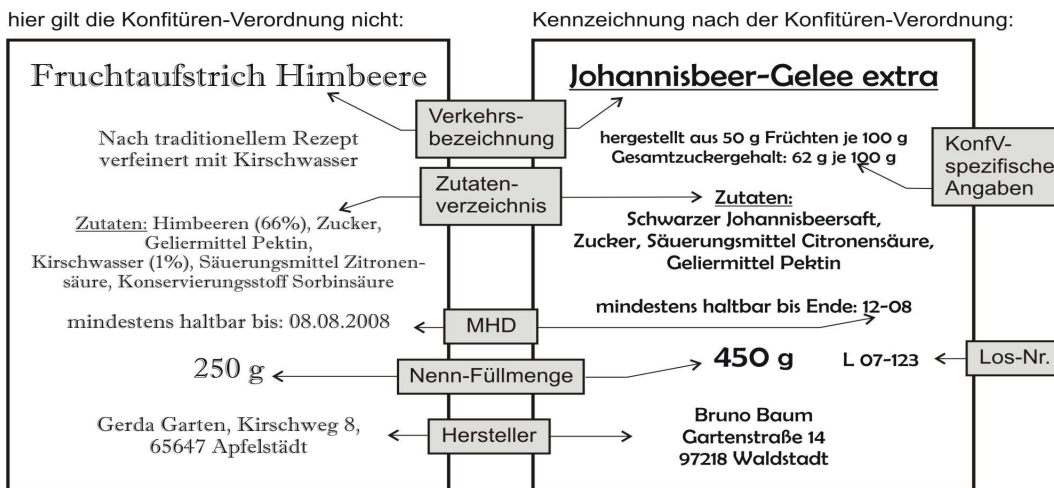 hier gilt die Konfitüren-Verordnung nicht:
Fruchtaufstrich Himbeere
Nach traditionellem Rezept
verfeinert mit Kirschwasser
Zutaten: Himbeeren (66%), Zucker,
Geliermittel Pektin,
Kirschwasser (1%), Säuerungsmittel Zitronen-
säure, Konservierungsstoff Sorbinsäure
mindestens haltbar bis: 08.08.2008
250 g
Gerda Garten, Kirschweg 8,
65647 Apfelstädt
Verkehrs-
bezeichnung
Zutaten-
verzeichnis
MHD
Nenn-Füllmenge
Hersteller
Kennzeichnung nach der Konfitüren-Verordnung:
Johannisbeer-Gelee extra
hergestellt aus 50 g Früchten je 100 g
Gesamtzuckergehalt: 62 g je 100 g
Zutaten:
Schwarzer Johannisbeersaft,
Zucker, Säuerungsmittel Citronensäure,
Geliermittel Pektin
mindestens haltbar bis Ende: 12-08
450 g L 07-123
Bruno Baum
Gartenstraße 14
97218 Waldstadt
KonfV-
spezifische
Angaben
Los-Nr.